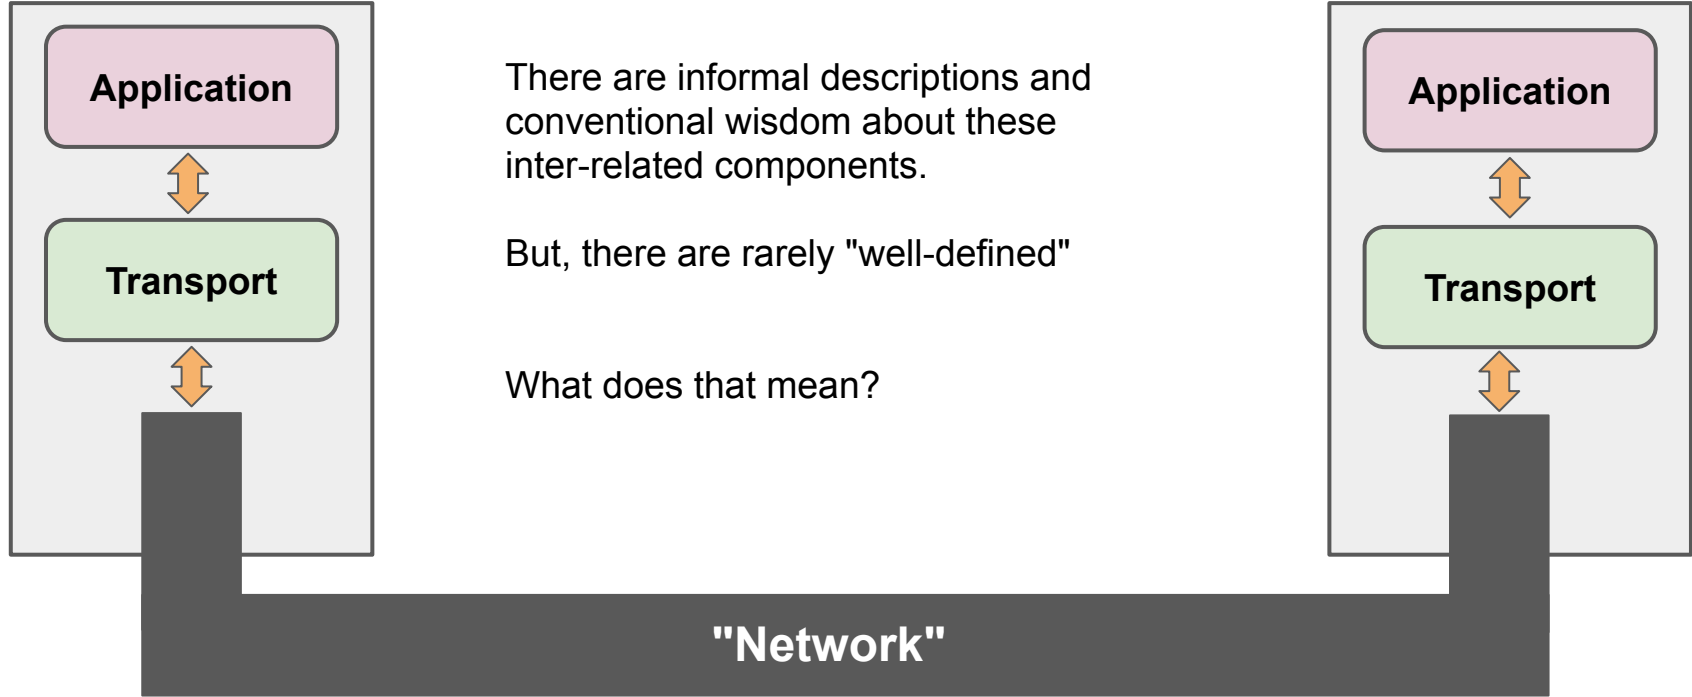 Application
Transport
There are informal descriptions and
conventional wisdom about these
inter-related components.
But, there are rarely "well-defined"
What does that mean?
Application
Transport
"Network"